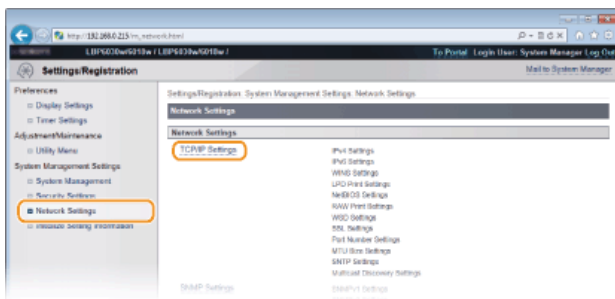 http://192.168.0.215/m_network.html
LBP6030w/6018w / LBP6030w/6018w /
To Portal Login User: System Manager Log Out
Settings/Registration
Mail to System Manager
Preferences
Display Settings
Timer Settings
Adjustment/Maintenance
Utility Menu
System Management Settings
System Management
Security Settings
Network Settings
Initialize Setting Information
Settings/Registration: System Management Settings: Network Settings
Network Settings
Network Settings
TCP/IP Settings
IPv4 Settings
IPv6 Settings
WINS Settings
LPD Print Settings
NetBIOS Settings
RAW Print Settings
WSD Settings
SSL Settings
Port Number Settings
MTU Size Settings
SNTP Settings
Multicast Discovery Settings
SNMP Settings
SNMPv1 Settings